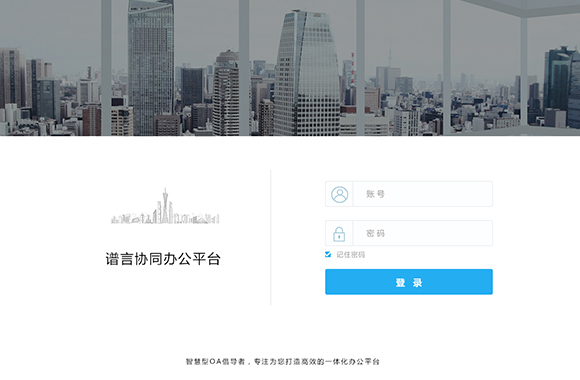 谱言协同办公平台
账号
密码
记住密码
登录
智慧型OA倡导者，专注为您打造高效的一体化办公平台